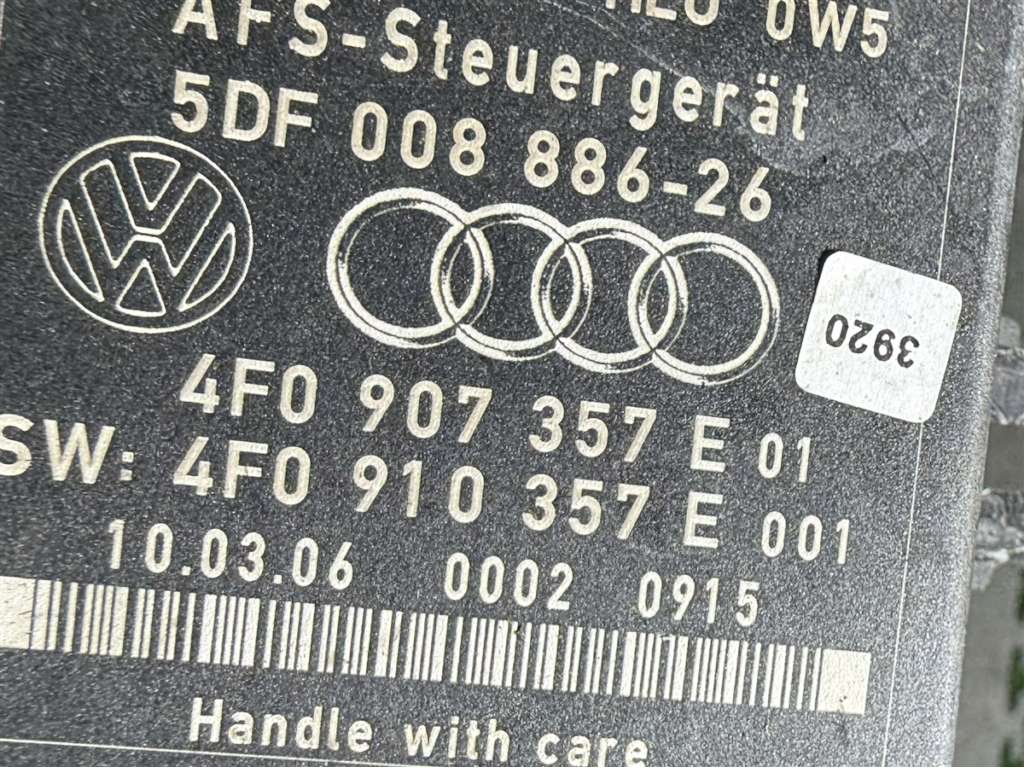 0W5
AFS-Steuergerät
5DF 008 886-26
3920
4F0 907 357 E 01
SW: 4F0 910 357 E 001
10.03.06 0002 0915
Handle with care